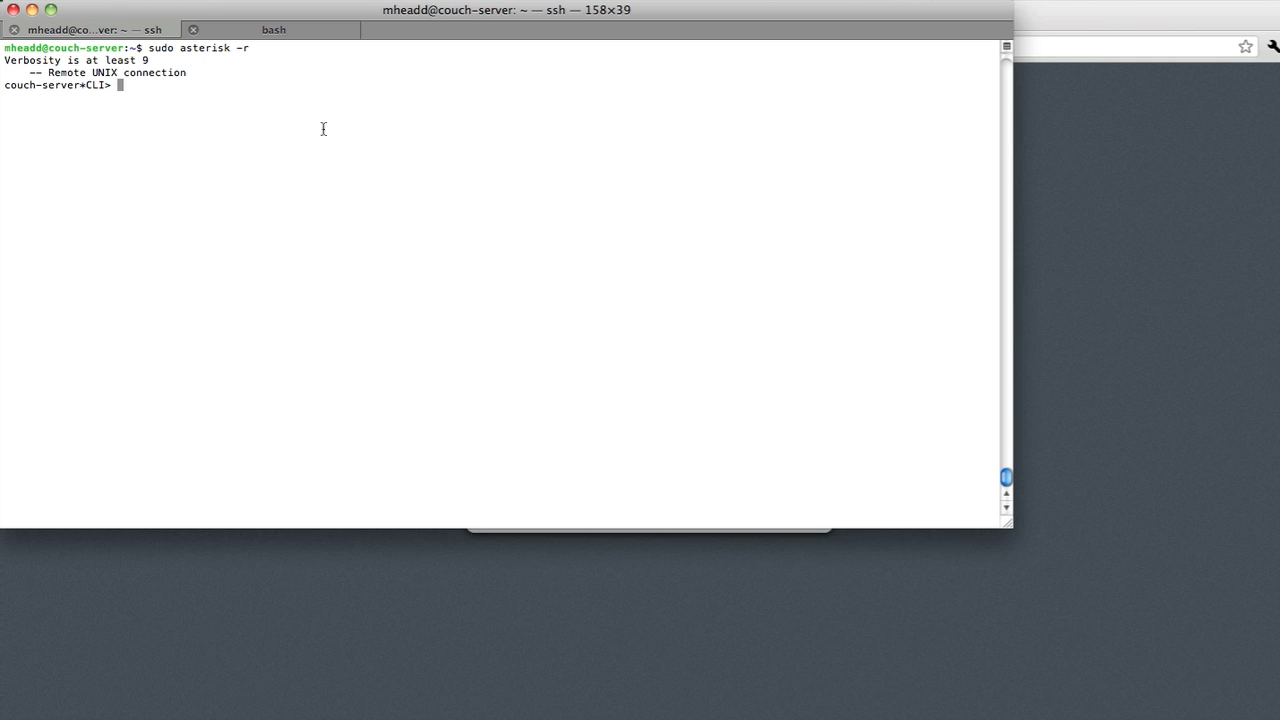 mheadd@couch-server: ~ — ssh — 158×39
mheadd@co...ver: ~ — ssh
bash
mheadd@couch-server:~$ sudo asterisk -r
Verbosity is at least 9
-- Remote UNIX connection
couch-server*CLI>